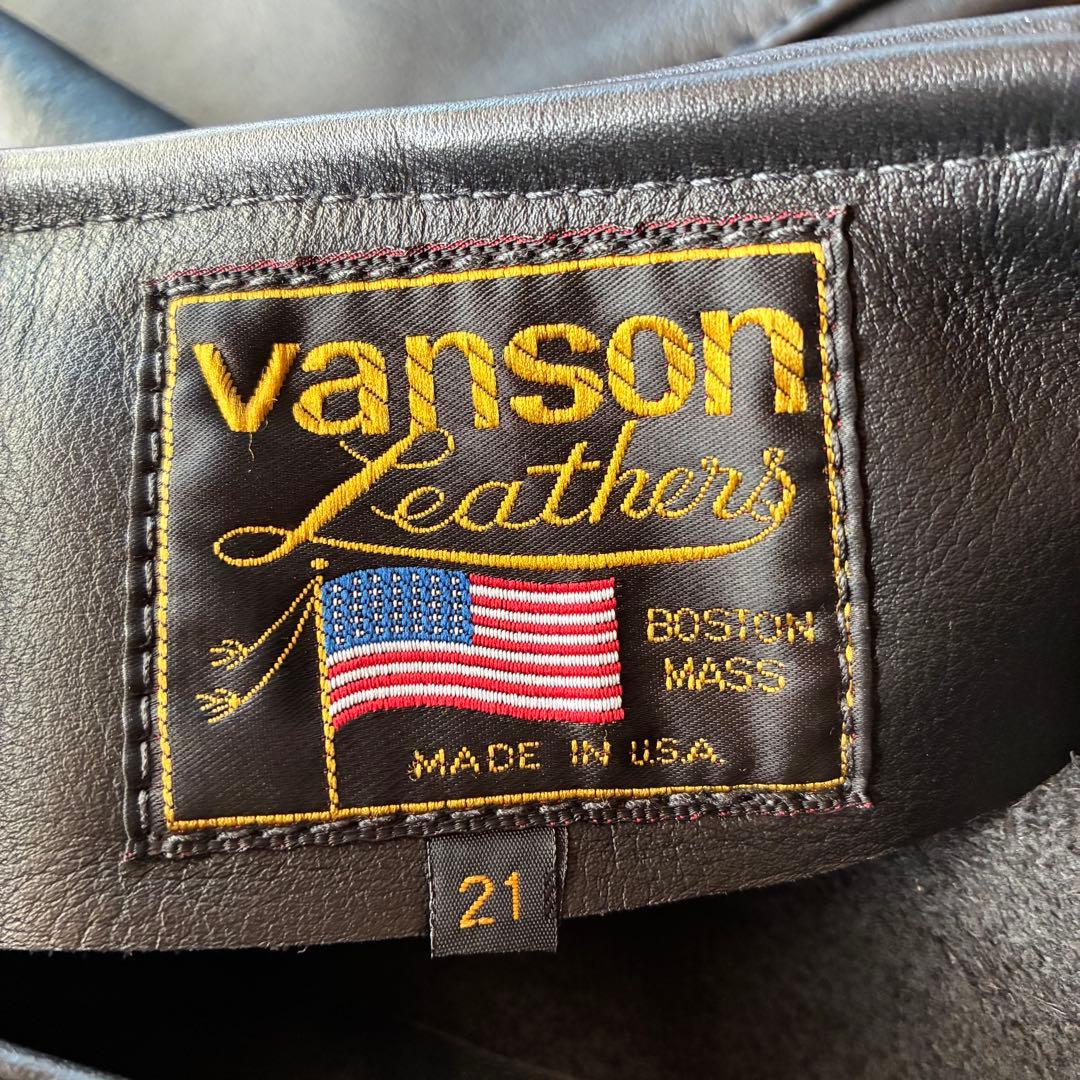 vanson
Leathers
BOSTON
MASS
MADE IN U.S.A.
21